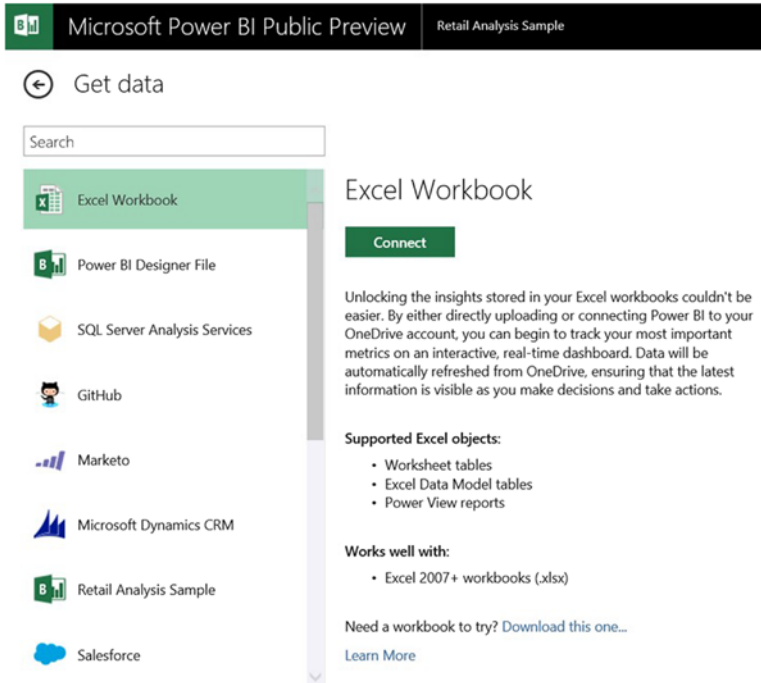 Microsoft Power BI Public Preview
Retail Analysis Sample
Get data
Search
Excel Workbook
Power BI Designer File
SQL Server Analysis Services
GitHub
Marketo
Microsoft Dynamics CRM
Retail Analysis Sample
Salesforce
Excel Workbook
Connect
Unlocking the insights stored in your Excel workbooks couldn't be
easier. By either directly uploading or connecting Power BI to your
OneDrive account, you can begin to track your most important
metrics on an interactive, real-time dashboard. Data will be
automatically refreshed from OneDrive, ensuring that the latest
information is visible as you make decisions and take actions.
Supported Excel objects:
• Worksheet tables
• Excel Data Model tables
• Power View reports
Works well with:
• Excel 2007+ workbooks (.xlsx)
Need a workbook to try? Download this one...
Learn More